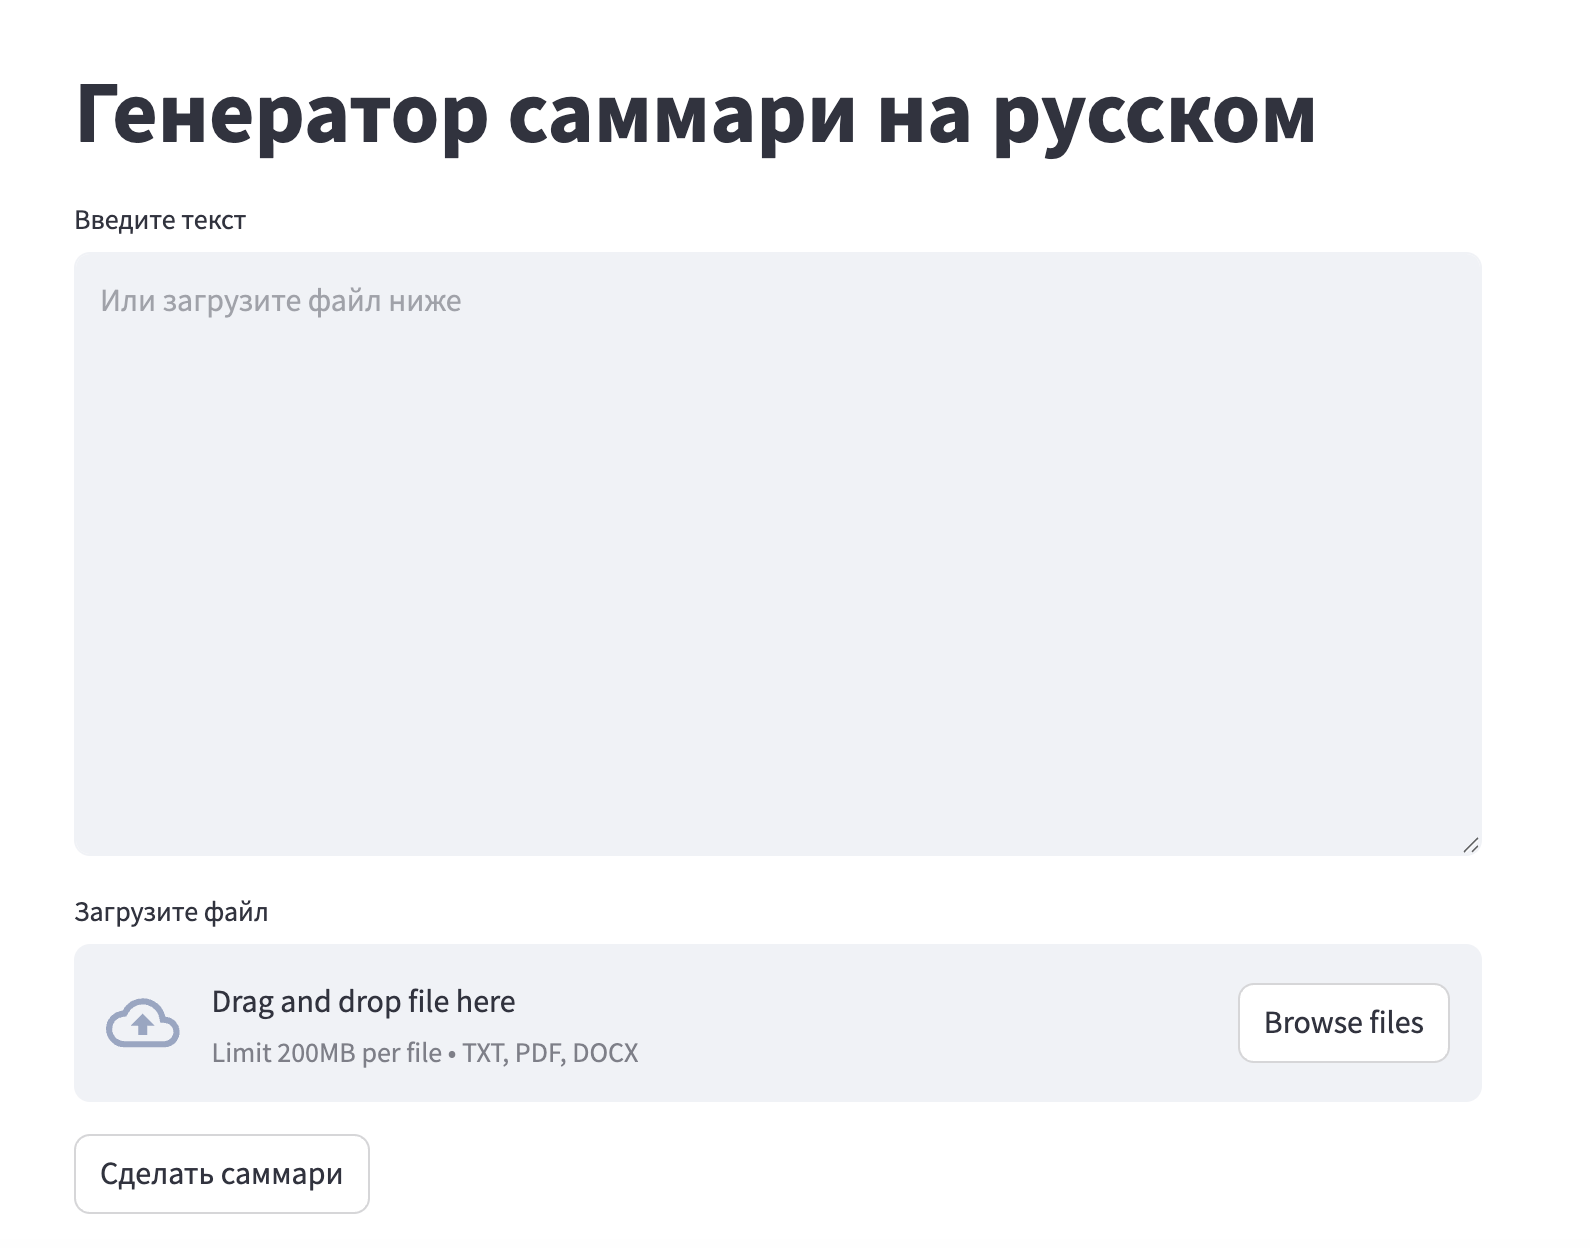 Генератор саммари на русском
Введите текст
Или загрузите файл ниже
Загрузите файл
Drag and drop file here
Limit 200MB per file • TXT, PDF, DOCX
Browse files
Сделать саммари